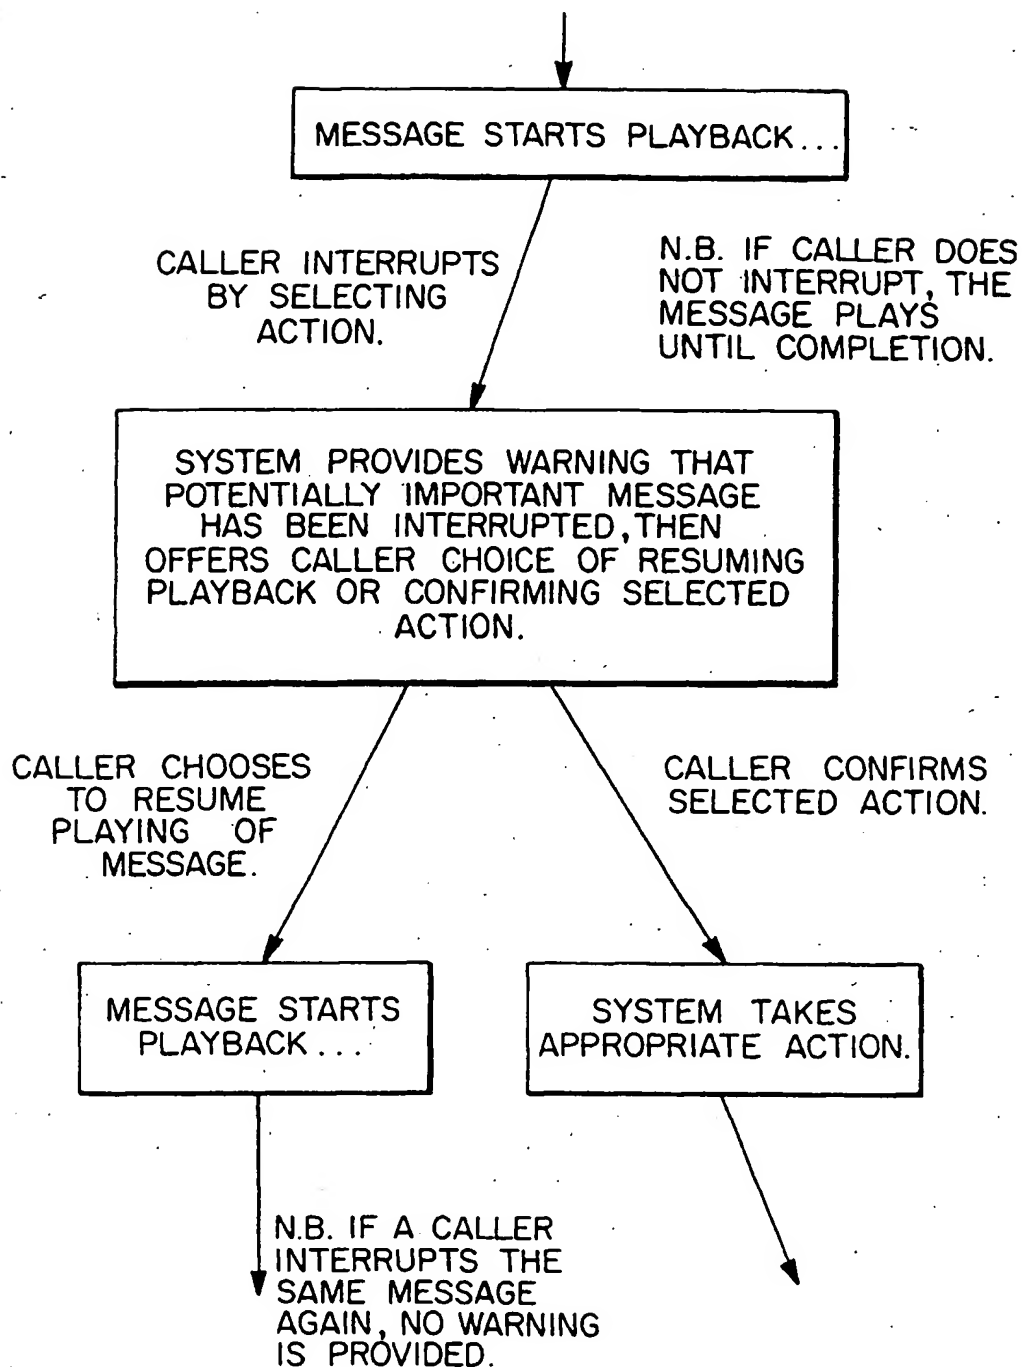 MESSAGE STARTS PLAYBACK...
CALLER INTERRUPTS
BY SELECTING
ACTION.
N.B. IF CALLER DOES
NOT INTERRUPT, THE
MESSAGE PLAYS
UNTIL COMPLETION.
SYSTEM PROVIDES WARNING THAT
POTENTIALLY IMPORTANT MESSAGE
HAS BEEN INTERRUPTED, THEN
OFFERS CALLER CHOICE OF RESUMING
PLAYBACK OR CONFIRMING SELECTED
ACTION.
CALLER CHOOSES
TO RESUME
PLAYING OF
MESSAGE.
CALLER CONFIRMS
SELECTED ACTION.
MESSAGE STARTS
PLAYBACK...
SYSTEM TAKES
APPROPRIATE ACTION.
N.B. IF A CALLER
INTERRUPTS THE
SAME MESSAGE
AGAIN, NO WARNING
IS PROVIDED.